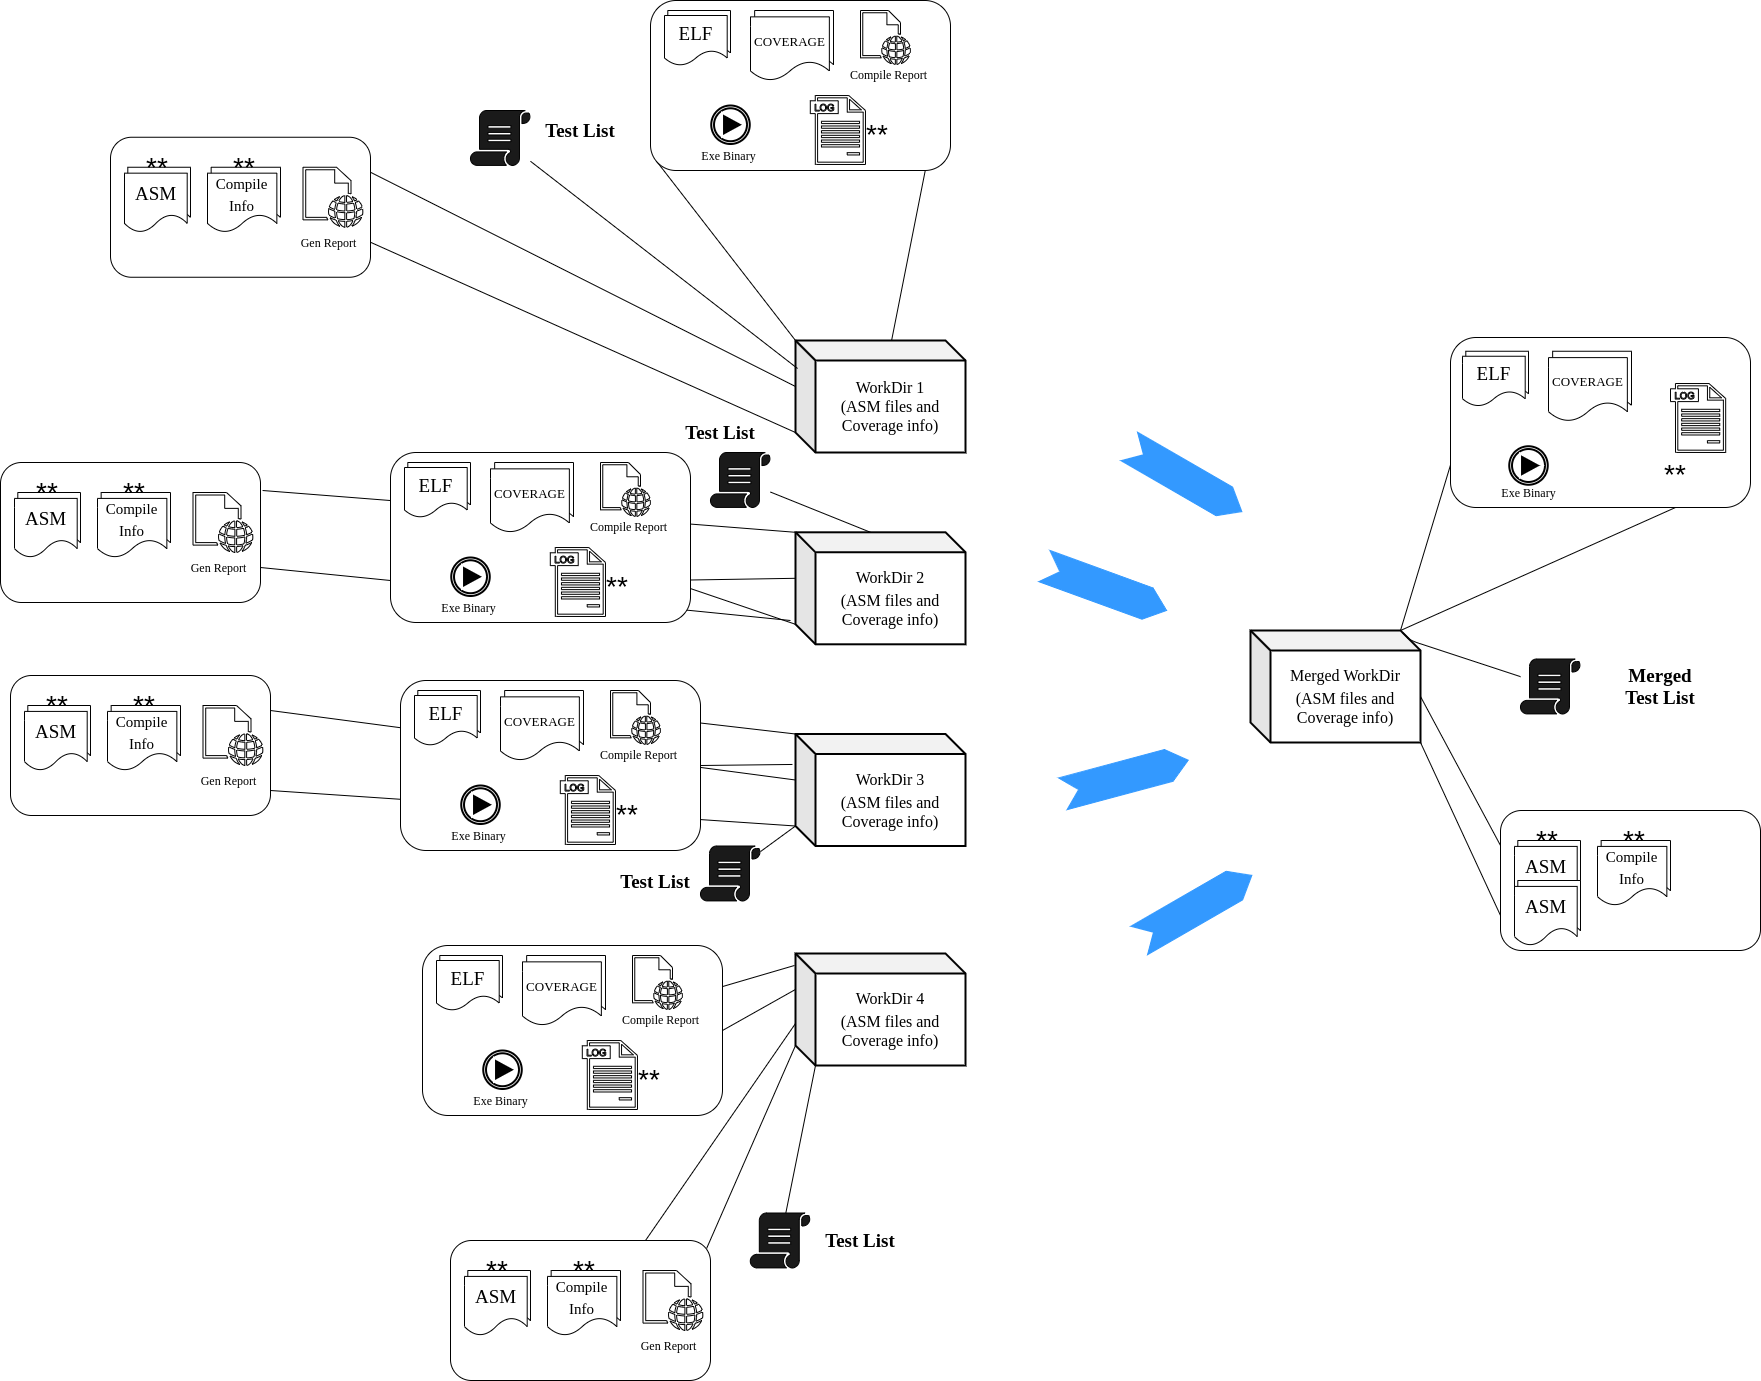 ELF
COVERAGE
Compile Report
LOG
**
Exe Binary
Test List
**
**
ASM
Compile
Info
Gen Report
WorkDir 1
(ASM files and
Coverage info)
Test List
ELF
COVERAGE
Compile Report
LOG
**
Exe Binary
**
**
ASM
Compile
Info
Gen Report
WorkDir 2
(ASM files and
Coverage info)
**
**
ASM
Compile
Info
Gen Report
ELF
COVERAGE
Compile Report
LOG
**
Exe Binary
WorkDir 3
(ASM files and
Coverage info)
Test List
ELF
COVERAGE
Compile Report
LOG
**
Exe Binary
WorkDir 4
(ASM files and
Coverage info)
Test List
**
**
ASM
Compile
Info
Gen Report
ELF
COVERAGE
LOG
**
Exe Binary
Merged WorkDir
(ASM files and
Coverage info)
Merged
Test List
**
**
ASM
Compile
Info
ASM